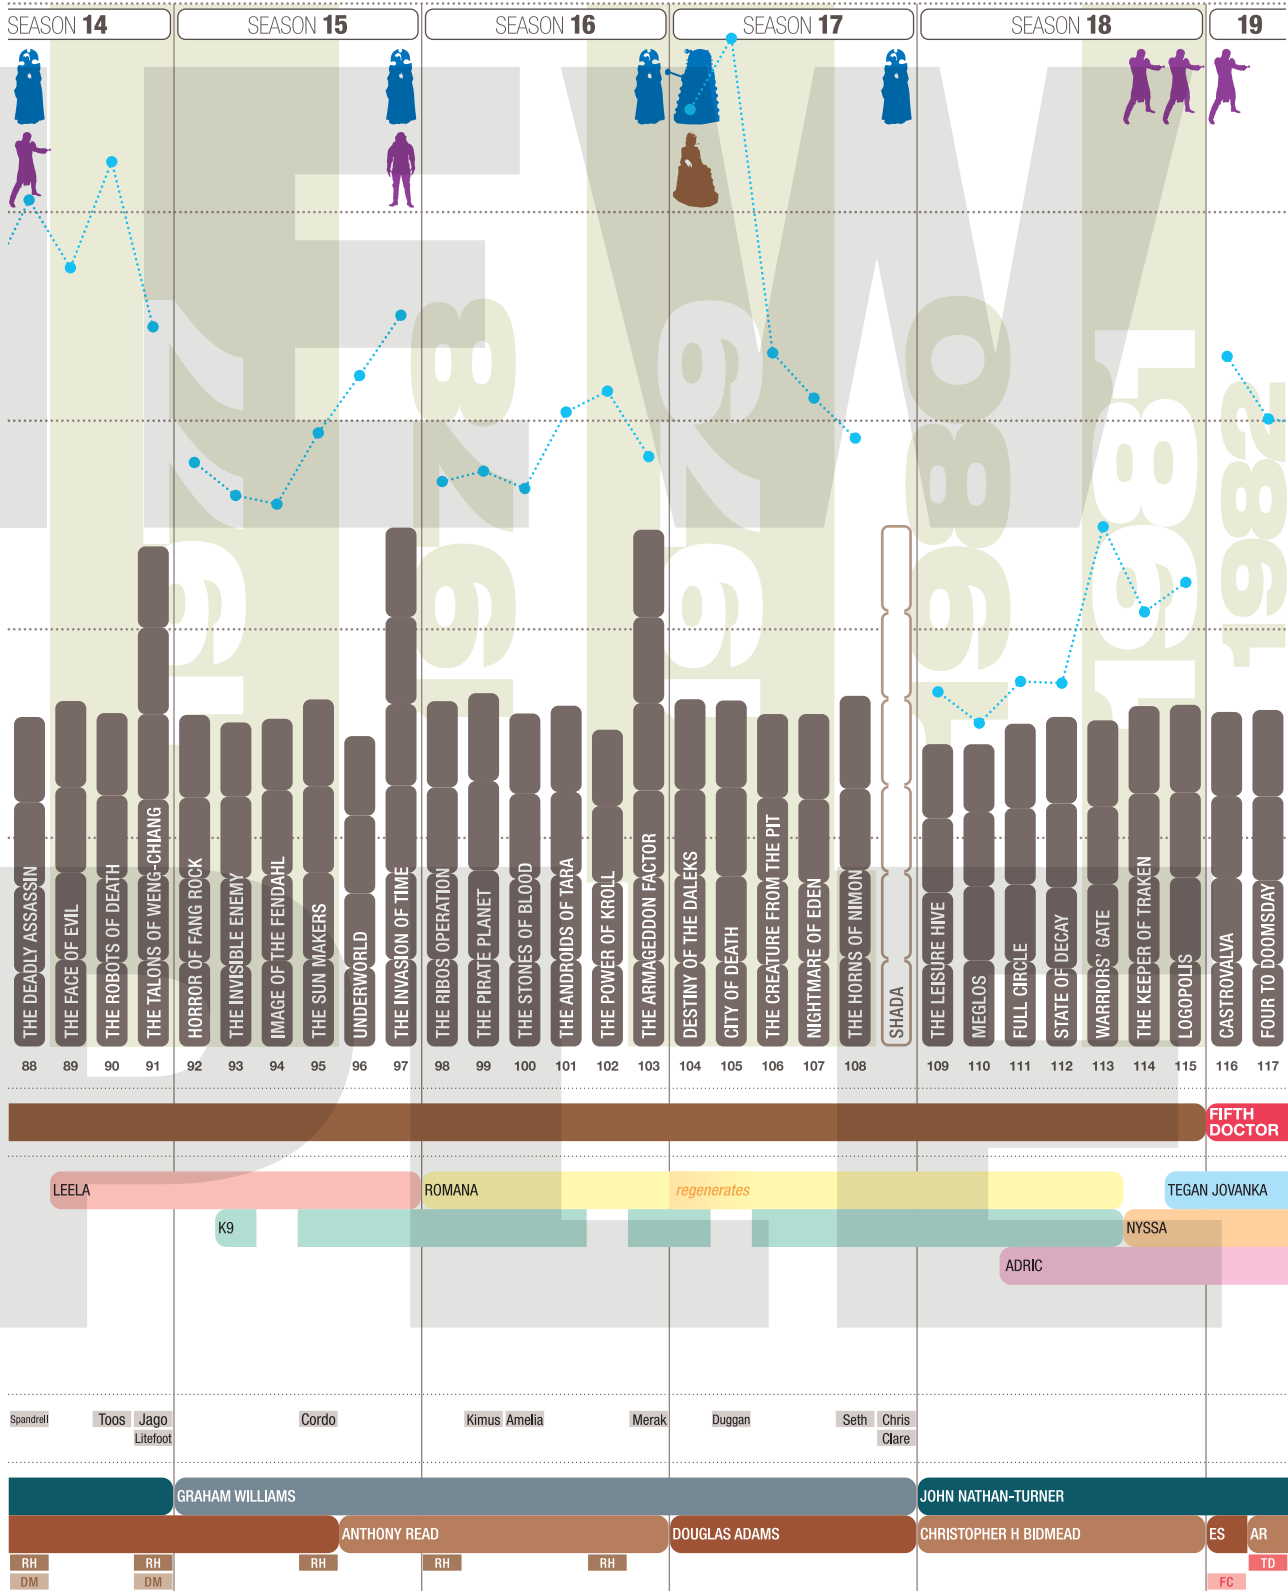 SEASON 14
SEASON 15
SEASON 16
SEASON 17
SEASON 18
19
1977
1978
1979
1980
1981
1982
THE DEADLY ASSASSIN
THE FACE OF EVIL
THE ROBOTS OF DEATH
THE TALONS OF WENG-CHIANG
HORROR OF FANG ROCK
THE INVISIBLE ENEMY
IMAGE OF THE FENDAHL
THE SUN MAKERS
UNDERWORLD
THE INVASION OF TIME
THE RIBOS OPERATION
THE PIRATE PLANET
THE STONES OF BLOOD
THE ANDROIDS OF TARA
THE POWER OF KROLL
THE ARMAGEDDON FACTOR
DESTINY OF THE DALEKS
CITY OF DEATH
THE CREATURE FROM THE PIT
NIGHTMARE OF EDEN
THE HORNS OF NIMON
SHADA
THE LEISURE HIVE
MEGLOS
FULL CIRCLE
STATE OF DECAY
WARRIORS' GATE
THE KEEPER OF TRAKEN
LOGOPOLIS
CASTROVALVA
FOUR TO DOOMSDAY
88 89 90 91 92 93 94 95 96 97 98 99 100 101 102 103 104 105 106 107 108 109 110 111 112 113 114 115 116 117
FIFTH
DOCTOR
LEELA
ROMANA
regenerates
TEGAN JOVANKA
K9
NYSSA
ADRIC
Spandrell Toos Jago Cordo Kimus Amelia Merak Duggan Seth Chris
Litefoot Clare
GRAHAM WILLIAMS
JOHN NATHAN-TURNER
ANTHONY READ
DOUGLAS ADAMS
CHRISTOPHER H BIDMEAD
ES
AR
RH RH RH RH RH TD
DM DM FC